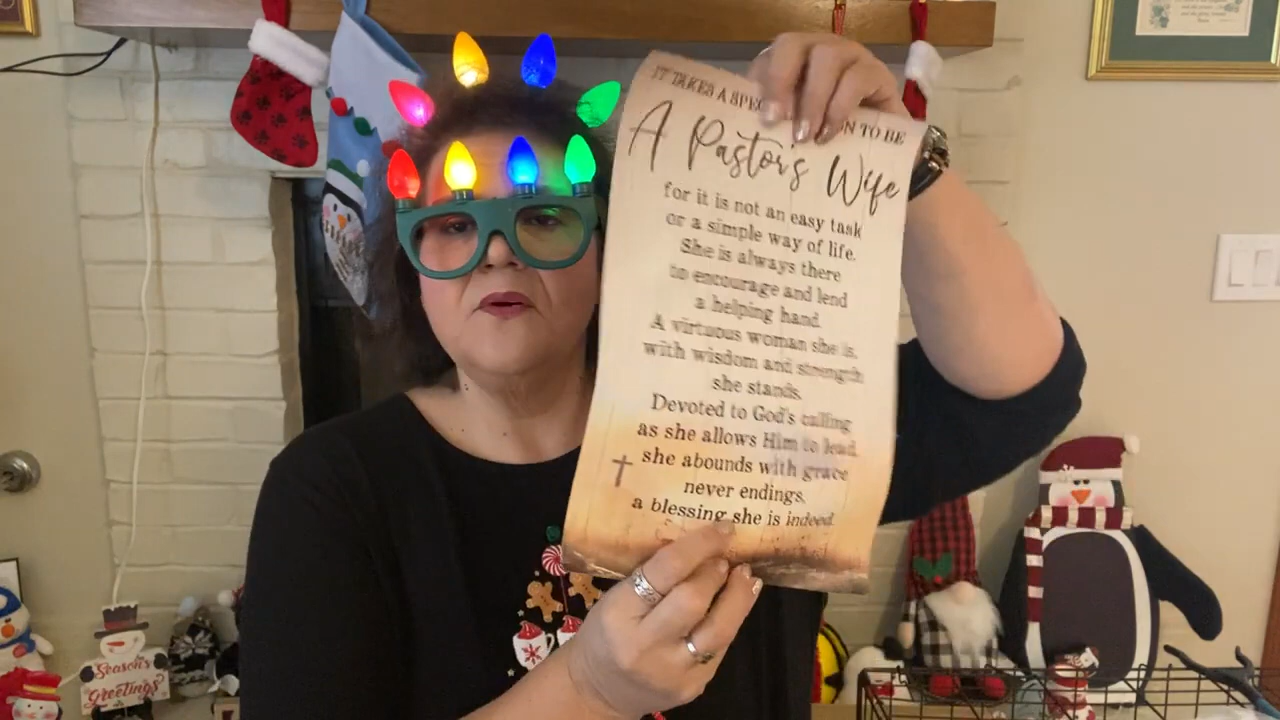 IT TAKES A SPEC ON TO BE
A Pastor's Wife
for it is not an easy task
or a simple way of life.
She is always there
to encourage and lend
a helping hand.
A virtuous woman she is,
with wisdom and strength
she stands.
Devoted to God's calling
as she allows Him to lead.
she abounds with grace
never endings,
a blessing she is indeed.
Season's
Greetings